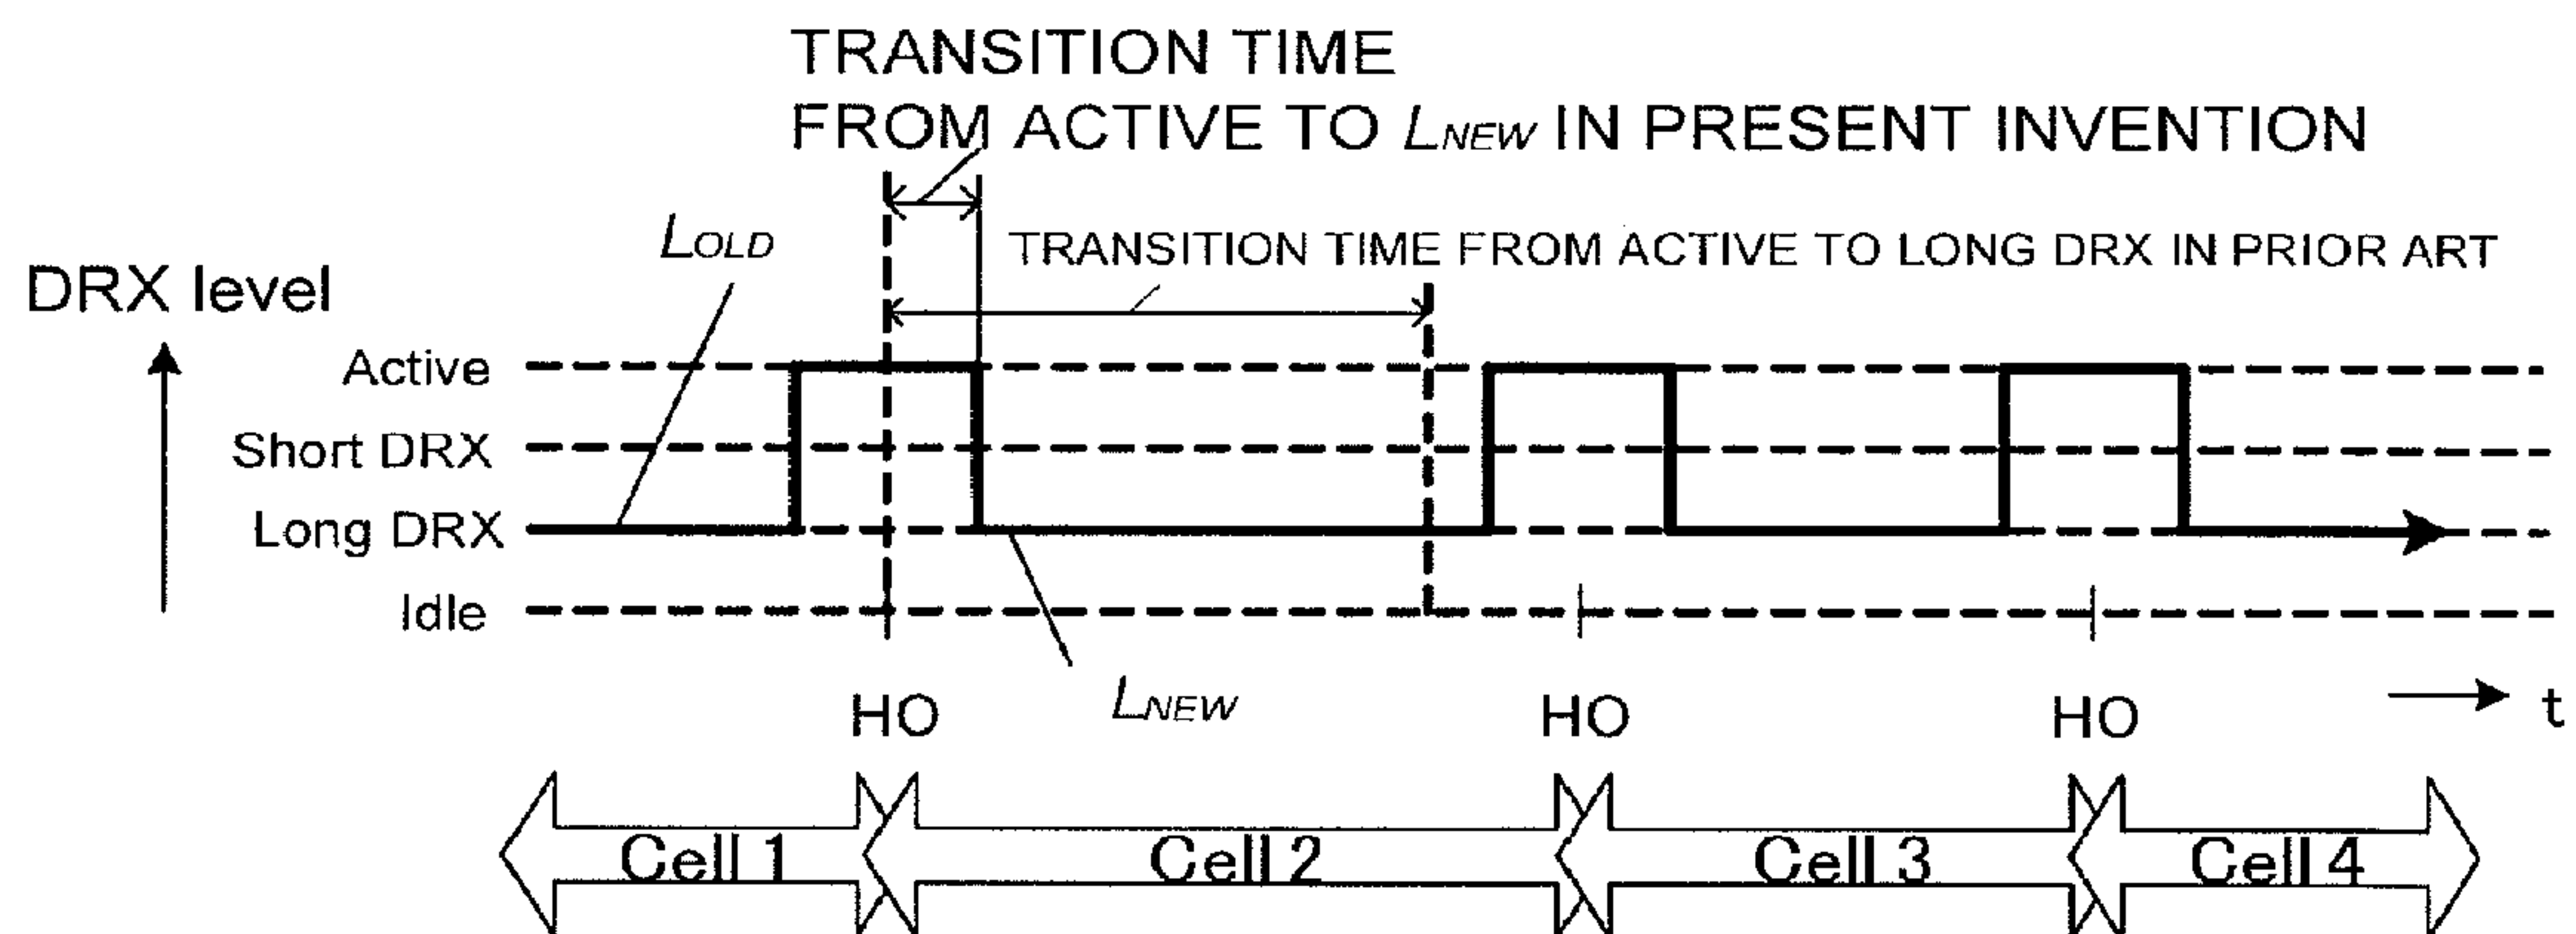 TRANSITION TIME
FROM ACTIVE TO LNEW IN PRESENT INVENTION
LOLD
TRANSITION TIME FROM ACTIVE TO LONG DRX IN PRIOR ART
DRX level
Active
Short DRX
Long DRX
Idle
LNEW
HO HO HO
t
Cell 1 Cell 2 Cell 3 Cell 4